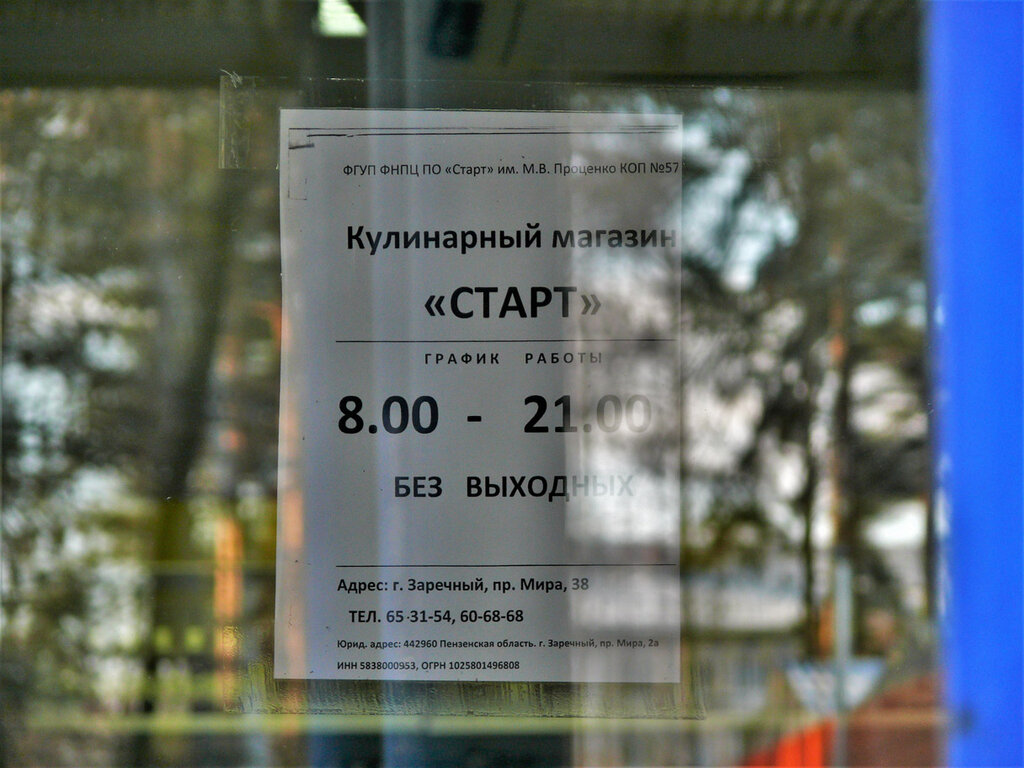 ФГУП ФНПЦ ПО «Старт» им. М.В. Проценко КОП №57
Кулинарный магазин
«СТАРТ»
ГРАФИК РАБОТЫ
8.00 - 21.00
БЕЗ ВЫХОДНЫХ
Адрес: г. Заречный, пр. Мира, 38
ТЕЛ. 65-31-54, 60-68-68
Юрид. адрес: 442960 Пензенская область. г. Заречный, пр. Мира, 2а
ИНН 5838000953, ОГРН 1025801496808